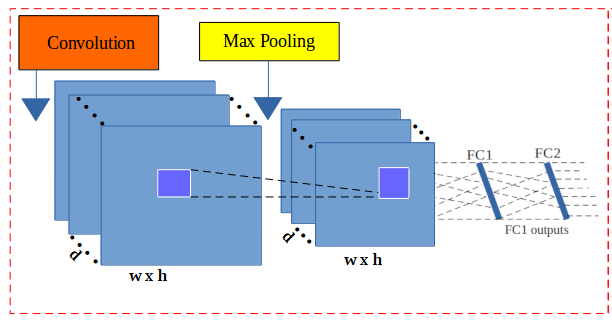 Convolution
Max Pooling
FC1
FC2
FC1 outputs
d
w x h
d
w x h